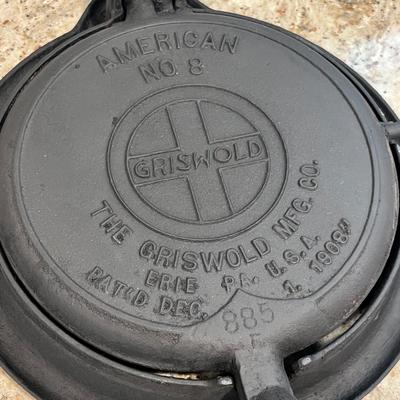 AMERICAN
NO. 8
GRISWOLD
THE GRISWOLD MFG. CO.
ERIE PA. U.S.A.
PAT'D DEC. 1, 1908"
885